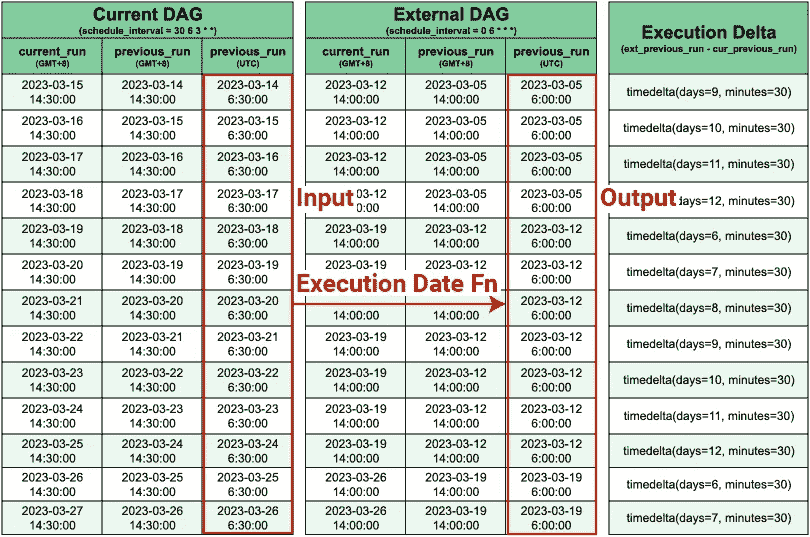 Current DAG
(schedule_interval = 30 6 3 * *)
External DAG
(schedule_interval = 0 6 * * *)
Execution Delta
(ext_previous_run - cur_previous_run)
current_run previous_run previous_run
(GMT+8) (GMT+8) (UTC)
current_run previous_run previous_run
(GMT+8) (GMT+8) (UTC)
2023-03-15 2023-03-14 2023-03-14 2023-03-12 2023-03-05 2023-03-05
14:30:00 14:30:00 6:30:00 14:00:00 14:00:00 6:00:00
timedelta(days=9, minutes=30)
2023-03-16 2023-03-15 2023-03-15 2023-03-12 2023-03-05 2023-03-05
14:30:00 14:30:00 6:30:00 14:00:00 14:00:00 6:00:00
timedelta(days=10, minutes=30)
2023-03-17 2023-03-16 2023-03-16 2023-03-12 2023-03-05 2023-03-05
14:30:00 14:30:00 6:30:00 14:00:00 14:00:00 6:00:00
timedelta(days=11, minutes=30)
2023-03-18 2023-03-17 2023-03-17 2023-03-05 2023-03-05
14:30:00 14:30:00 6:30:00 14:00:00 6:00:00
days=12, minutes=30)
Input
Output
2023-03-19 2023-03-18 2023-03-18 2023-03-19 2023-03-12 2023-03-12
14:30:00 14:30:00 6:30:00 14:00:00 14:00:00 6:00:00
timedelta(days=6, minutes=30)
2023-03-20 2023-03-19 2023-03-19 2023-03-19 2023-03-12 2023-03-12
14:30:00 14:30:00 6:30:00 6:00:00
timedelta(days=7, minutes=30)
Execution Date Fn
2023-03-21 2023-03-20 2023-03-20 2023-03-12
14:30:00 14:30:00 6:30:00 14:00:00 14:00:00 6:00:00
timedelta(days=8, minutes=30)
2023-03-22 2023-03-21 2023-03-21 2023-03-19 2023-03-12 2023-03-12
14:30:00 14:30:00 6:30:00 14:00:00 14:00:00 6:00:00
timedelta(days=9, minutes=30)
2023-03-23 2023-03-22 2023-03-22 2023-03-19 2023-03-12 2023-03-12
14:30:00 14:30:00 6:30:00 14:00:00 14:00:00 6:00:00
timedelta(days=10, minutes=30)
2023-03-24 2023-03-23 2023-03-23 2023-03-19 2023-03-12 2023-03-12
14:30:00 14:30:00 6:30:00 14:00:00 14:00:00 6:00:00
timedelta(days=11, minutes=30)
2023-03-25 2023-03-24 2023-03-24 2023-03-19 2023-03-12 2023-03-12
14:30:00 14:30:00 6:30:00 14:00:00 14:00:00 6:00:00
timedelta(days=12, minutes=30)
2023-03-26 2023-03-25 2023-03-25 2023-03-26 2023-03-19 2023-03-19
14:30:00 14:30:00 6:30:00 14:00:00 14:00:00 6:00:00
timedelta(days=6, minutes=30)
2023-03-27 2023-03-26 2023-03-26 2023-03-26 2023-03-19 2023-03-19
14:30:00 14:30:00 6:30:00 14:00:00 14:00:00 6:00:00
timedelta(days=7, minutes=30)